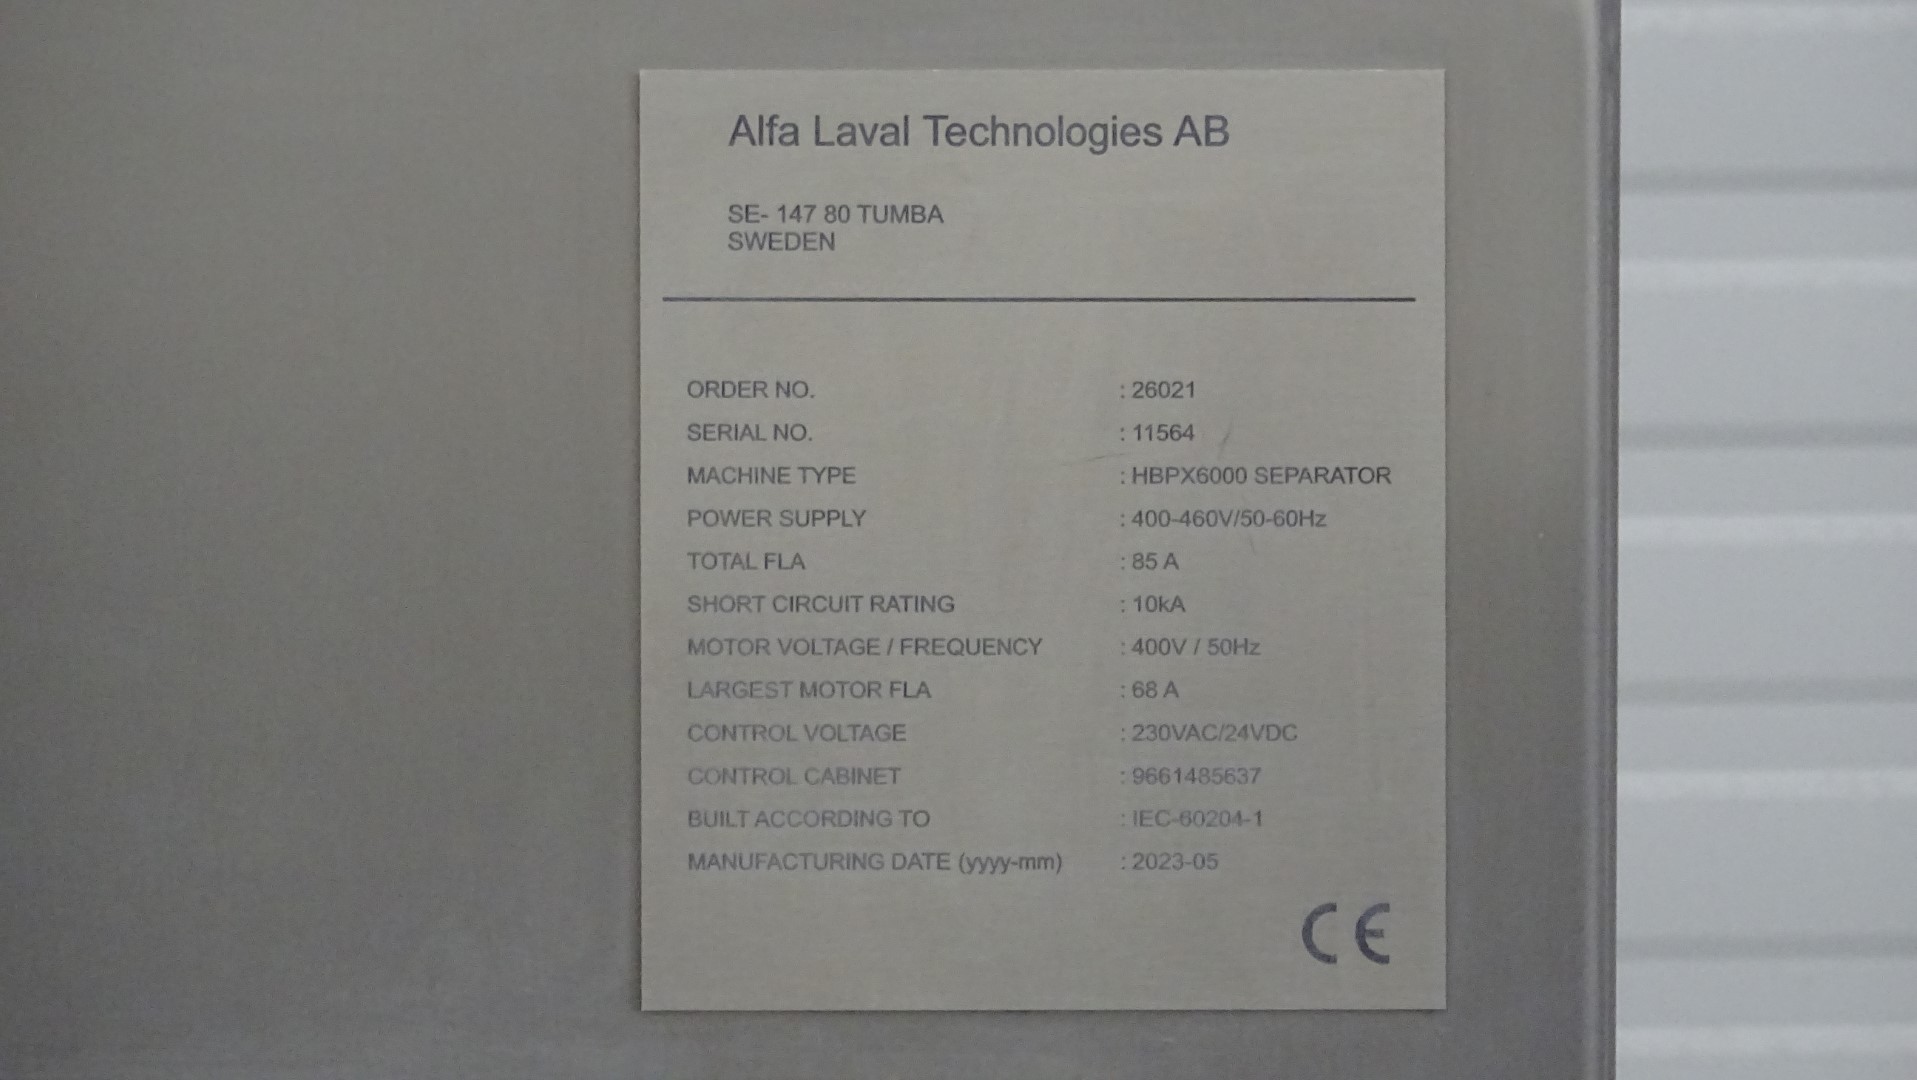 Alfa Laval Technologies AB
SE- 147 80 TUMBA
SWEDEN
ORDER NO. : 26021
SERIAL NO. : 11564
MACHINE TYPE : HBPX6000 SEPARATOR
POWER SUPPLY : 400-460V/50-60Hz
TOTAL FLA : 85 A
SHORT CIRCUIT RATING : 10kA
MOTOR VOLTAGE / FREQUENCY : 400V / 50Hz
LARGEST MOTOR FLA : 68 A
CONTROL VOLTAGE : 230VAC/24VDC
CONTROL CABINET : 9661485637
BUILT ACCORDING TO : IEC-60204-1
MANUFACTURING DATE (yyyy-mm) : 2023-05
CE